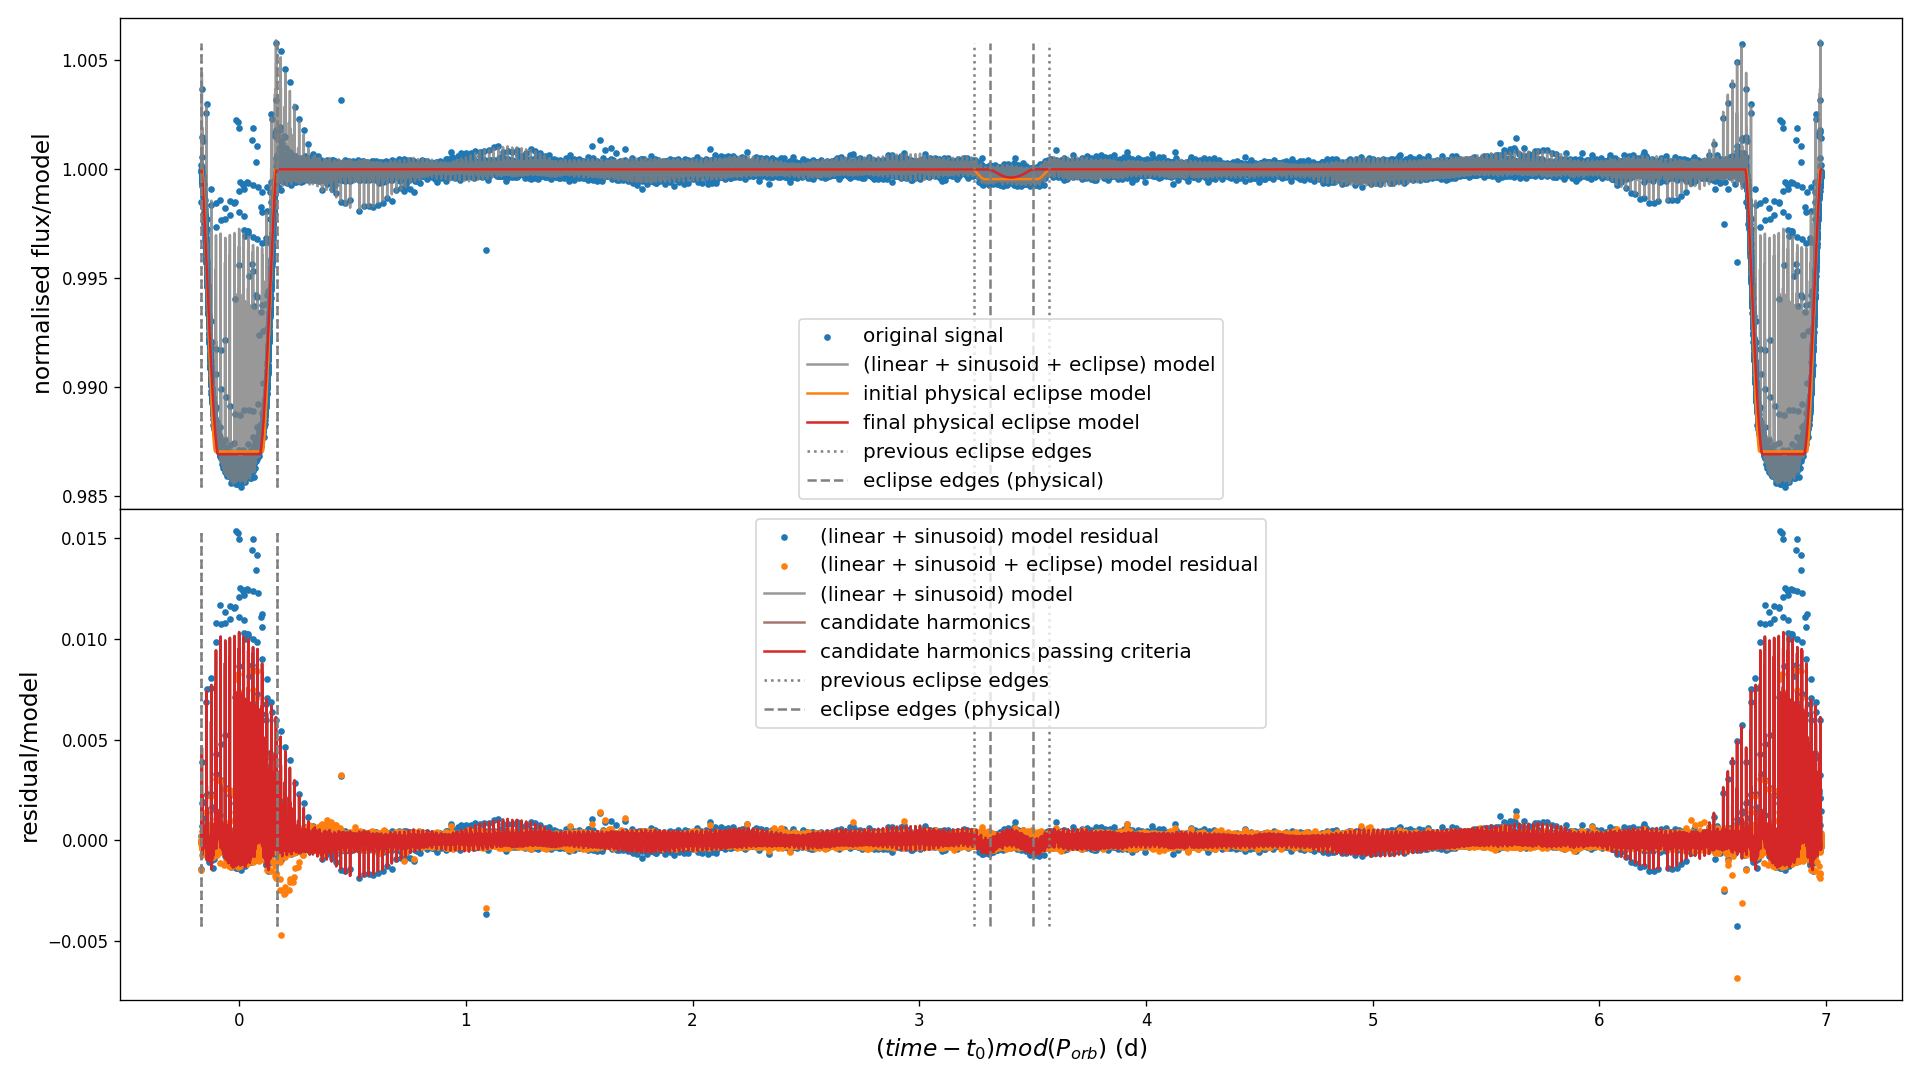 normalised flux/model
1.005
1.000
0.995
0.990
0.985
original signal
(linear + sinusoid + eclipse) model
initial physical eclipse model
final physical eclipse model
previous eclipse edges
eclipse edges (physical)
residual/model
0.015
0.010
0.005
0.000
−0.005
(linear + sinusoid) model residual
(linear + sinusoid + eclipse) model residual
(linear + sinusoid) model
candidate harmonics
candidate harmonics passing criteria
previous eclipse edges
eclipse edges (physical)
0 1 2 3 4 5 6 7
(time − t₀)mod(P_orb) (d)